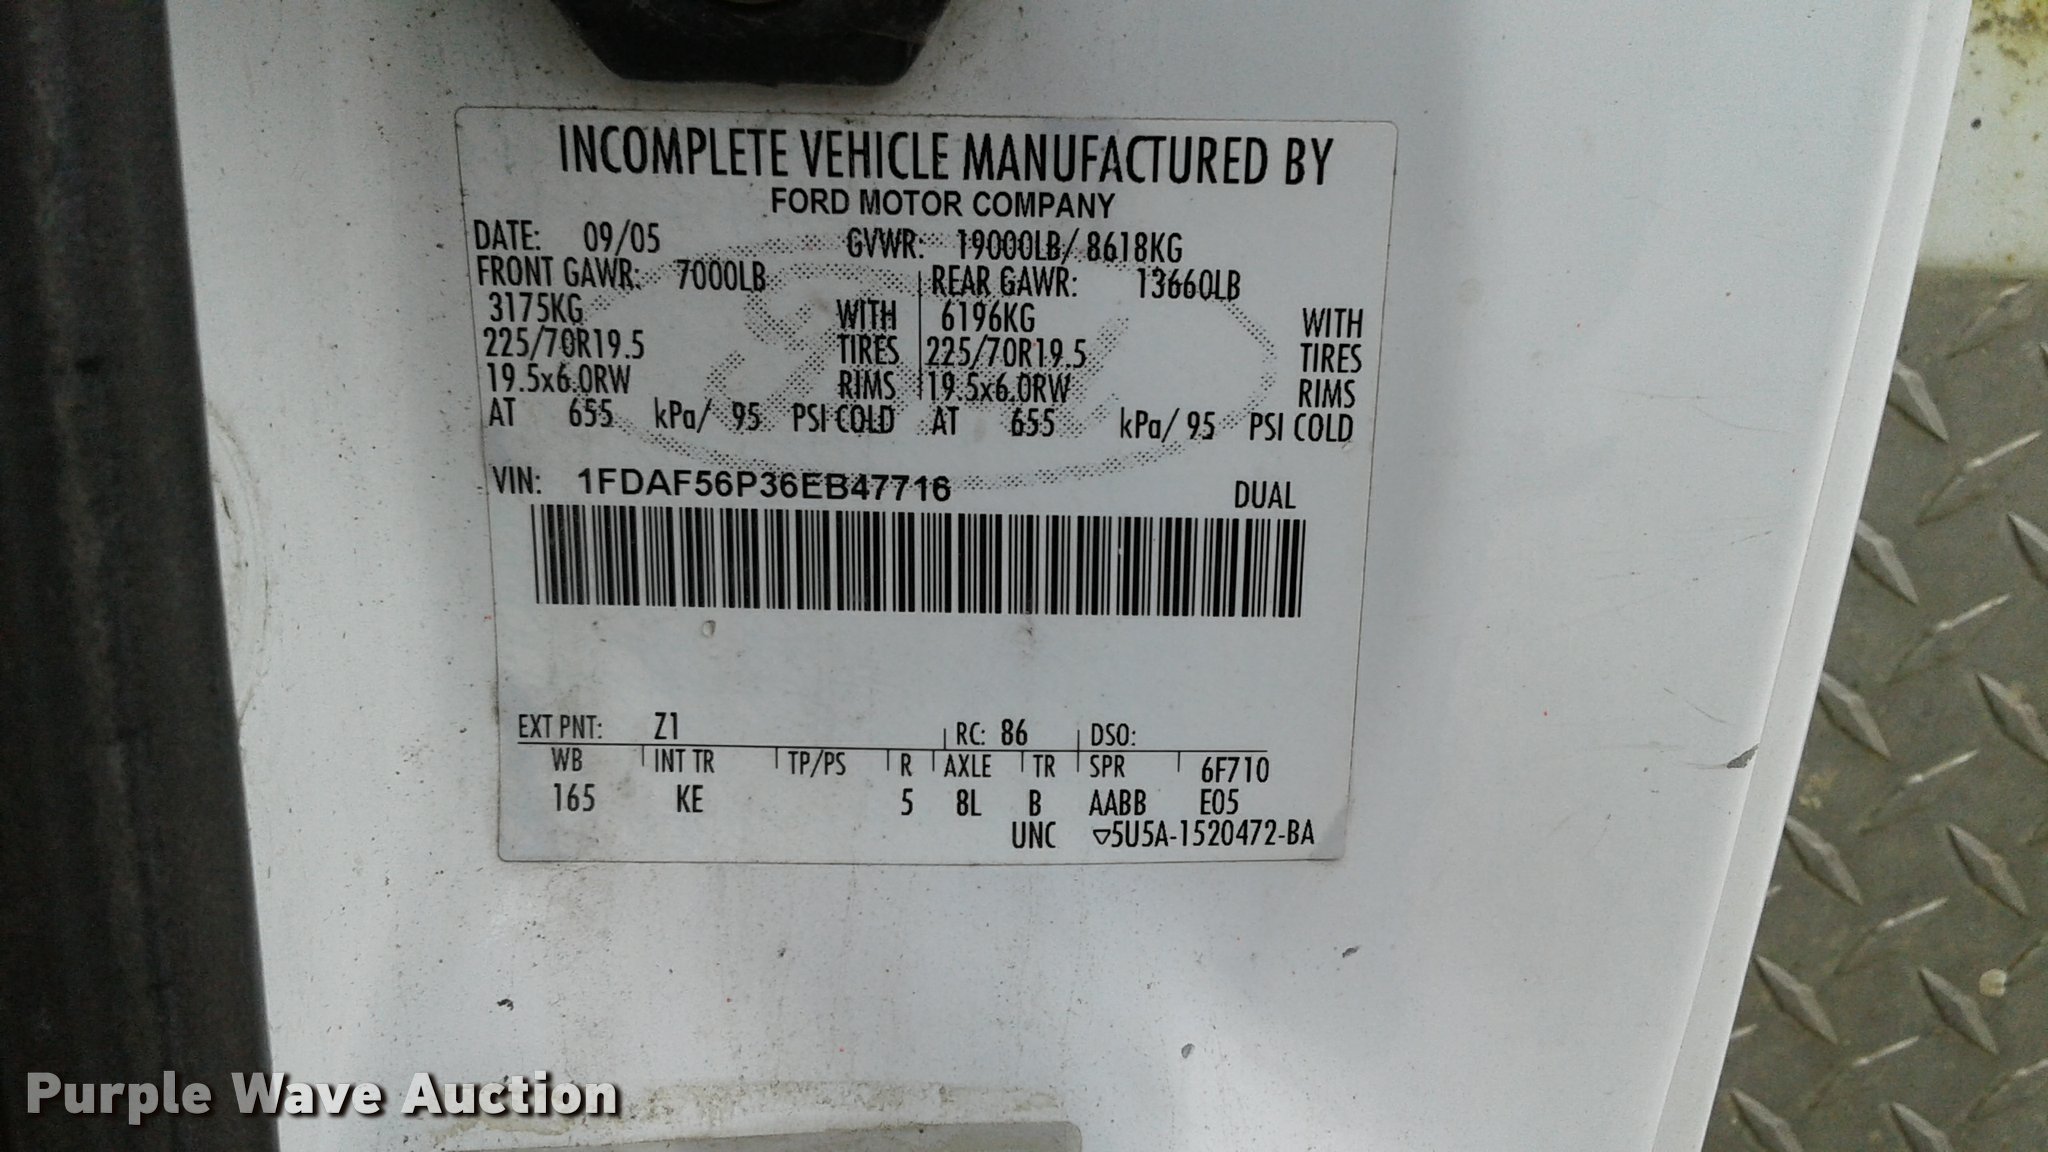 INCOMPLETE VEHICLE MANUFACTURED BY
FORD MOTOR COMPANY
DATE: 09/05 GVWR: 19000LB/ 8618KG
FRONT GAWR: 7000LB REAR GAWR: 13660LB
3175KG WITH 6196KG WITH
225/70R19.5 TIRES 225/70R19.5 TIRES
19.5x6.0RW RIMS 19.5x6.0RW RIMS
AT 655 kPa/ 95 PSI COLD AT 655 kPa/ 95 PSI COLD
VIN: 1FDAF56P36EB47716 DUAL
EXT PNT: Z1 RC: 86 DSO:
WB INT TR TP/PS R AXLE TR SPR 6F710
165 KE 5 8L B AABB E05
UNC ▽5U5A-1520472-BA
Purple Wave Auction